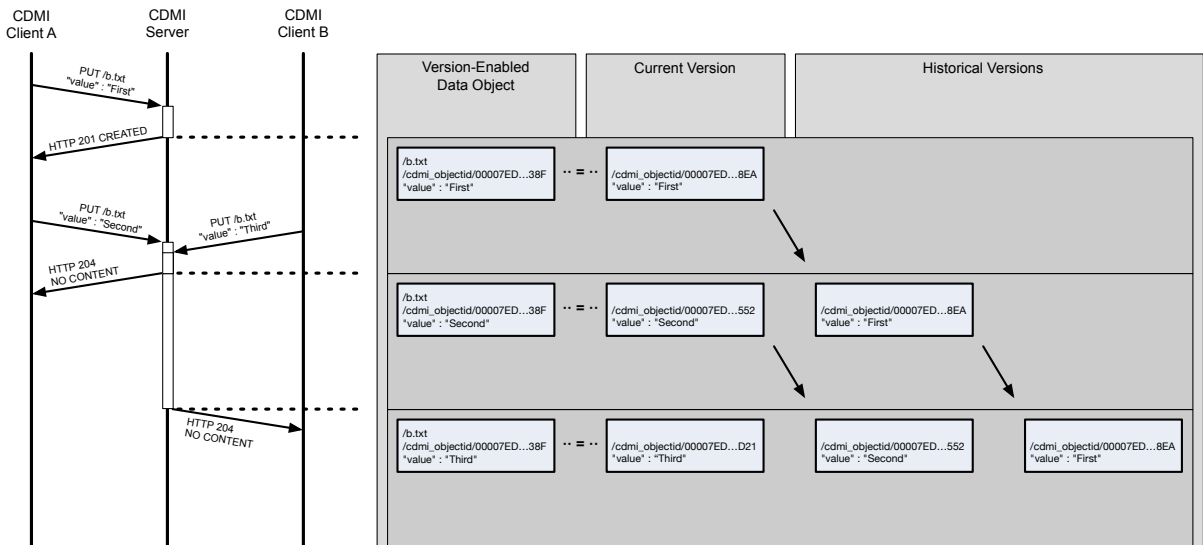 CDMI
Client A
CDMI
Server
CDMI
Client B
PUT /b.txt
"value" : "First"
HTTP 201 CREATED
PUT /b.txt
"value" : "Second"
PUT /b.txt
"value" : "Third"
HTTP 204
NO CONTENT
HTTP 204
NO CONTENT
Version-Enabled
Data Object
Current Version
Historical Versions
/b.txt
/cdmi_objectid/00007ED...38F
"value" : "First"
.. = ..
/cdmi_objectid/00007ED...8EA
"value" : "First"
/b.txt
/cdmi_objectid/00007ED...38F
"value" : "Second"
.. = ..
/cdmi_objectid/00007ED...552
"value" : "Second"
/cdmi_objectid/00007ED...8EA
"value" : "First"
/b.txt
/cdmi_objectid/00007ED...38F
"value" : "Third"
.. = ..
/cdmi_objectid/00007ED...D21
"value" : "Third"
/cdmi_objectid/00007ED...552
"value" : "Second"
/cdmi_objectid/00007ED...8EA
"value" : "First"